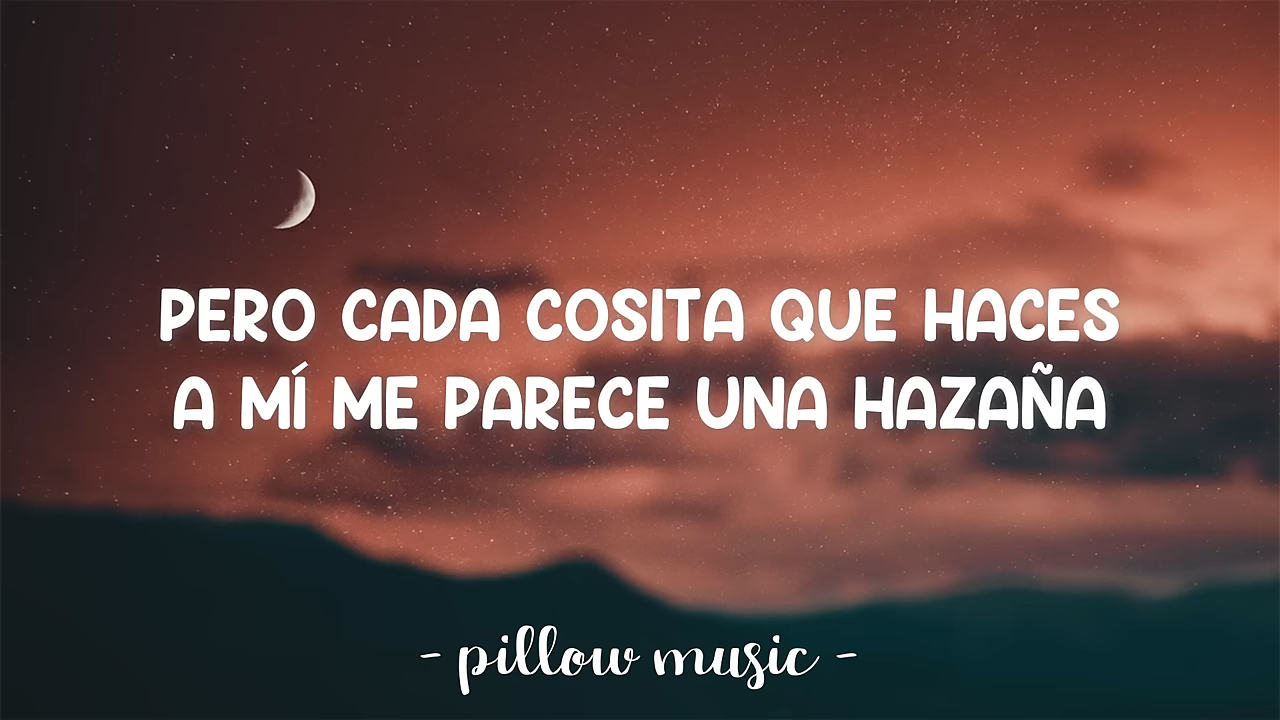 PERO CADA COSITA QUE HACES
A MÍ ME PARECE UNA HAZAÑA
- pillow music -